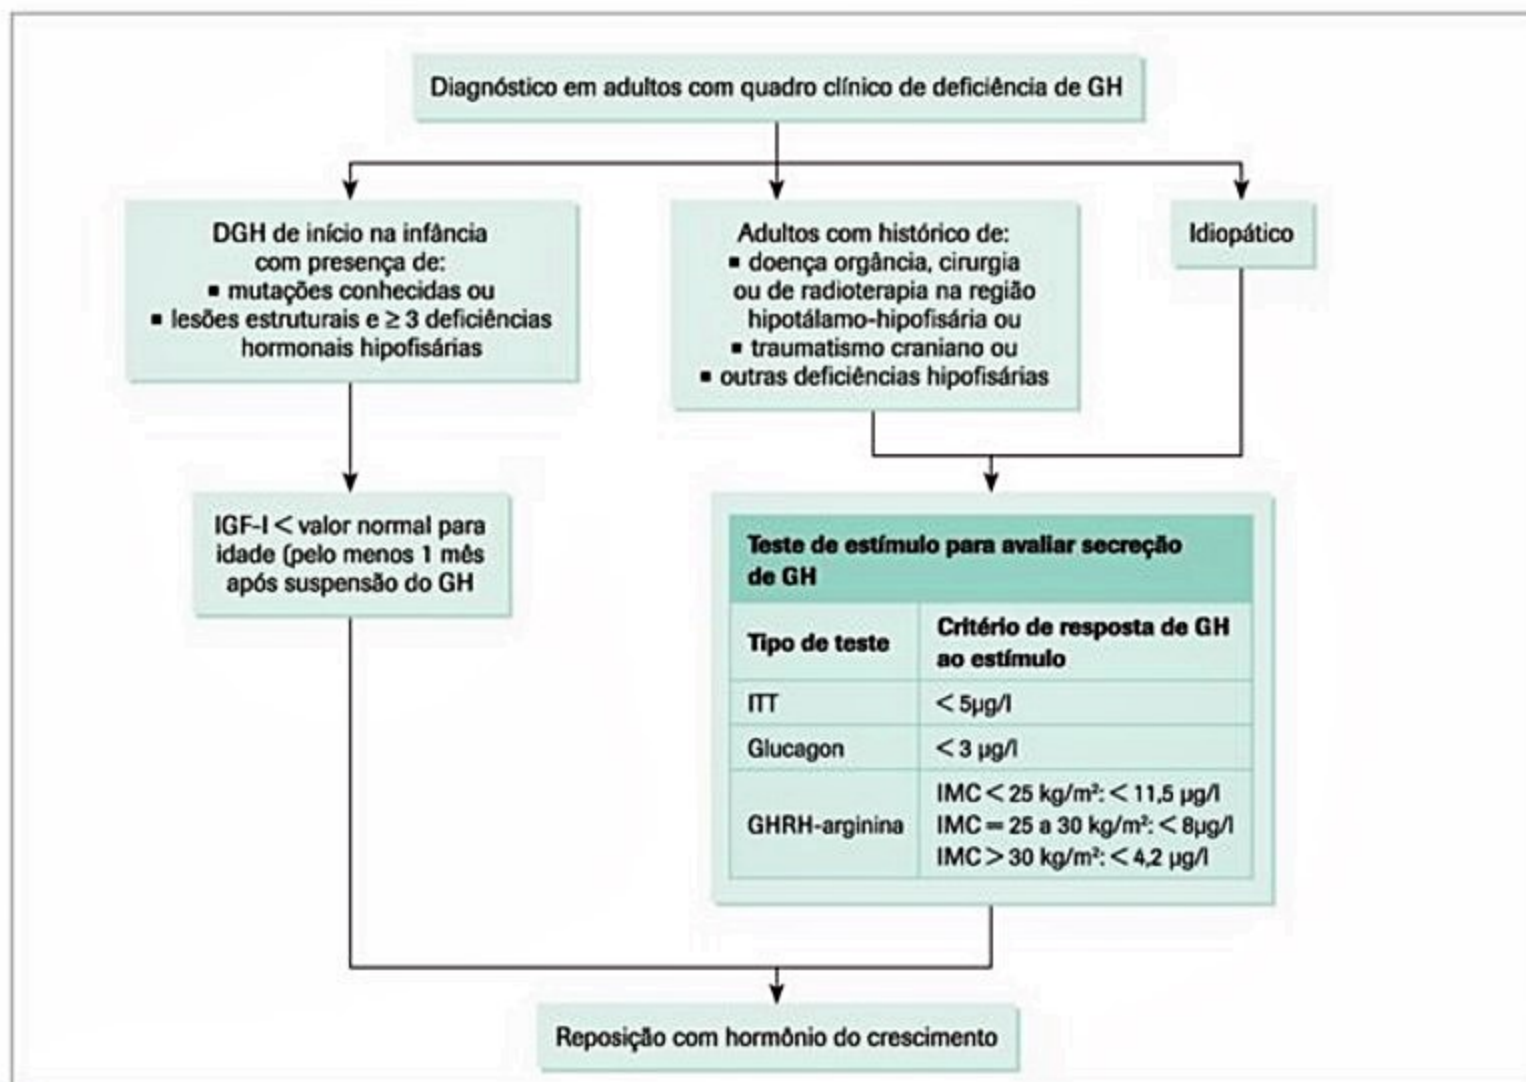 Diagnóstico em adultos com quadro clínico de deficiência de GH
DGH de início na infância
com presença de:
▪ mutações conhecidas ou
▪ lesões estruturais e ≥ 3 deficiências
hormonais hipofisárias
Adultos com histórico de:
▪ doença orgância, cirurgia
ou de radioterapia na região
hipotálamo-hipofisária ou
▪ traumatismo craniano ou
▪ outras deficiências hipofisárias
Idiopático
IGF-I < valor normal para
idade (pelo menos 1 mês
após suspensão do GH
Teste de estímulo para avaliar secreção
de GH
Tipo de teste
Critério de resposta de GH
ao estímulo
ITT
< 5µg/l
Glucagon
< 3 µg/l
GHRH-arginina
IMC < 25 kg/m²: < 11,5 µg/l
IMC = 25 a 30 kg/m²: < 8µg/l
IMC > 30 kg/m²: < 4,2 µg/l
Reposição com hormônio do crescimento